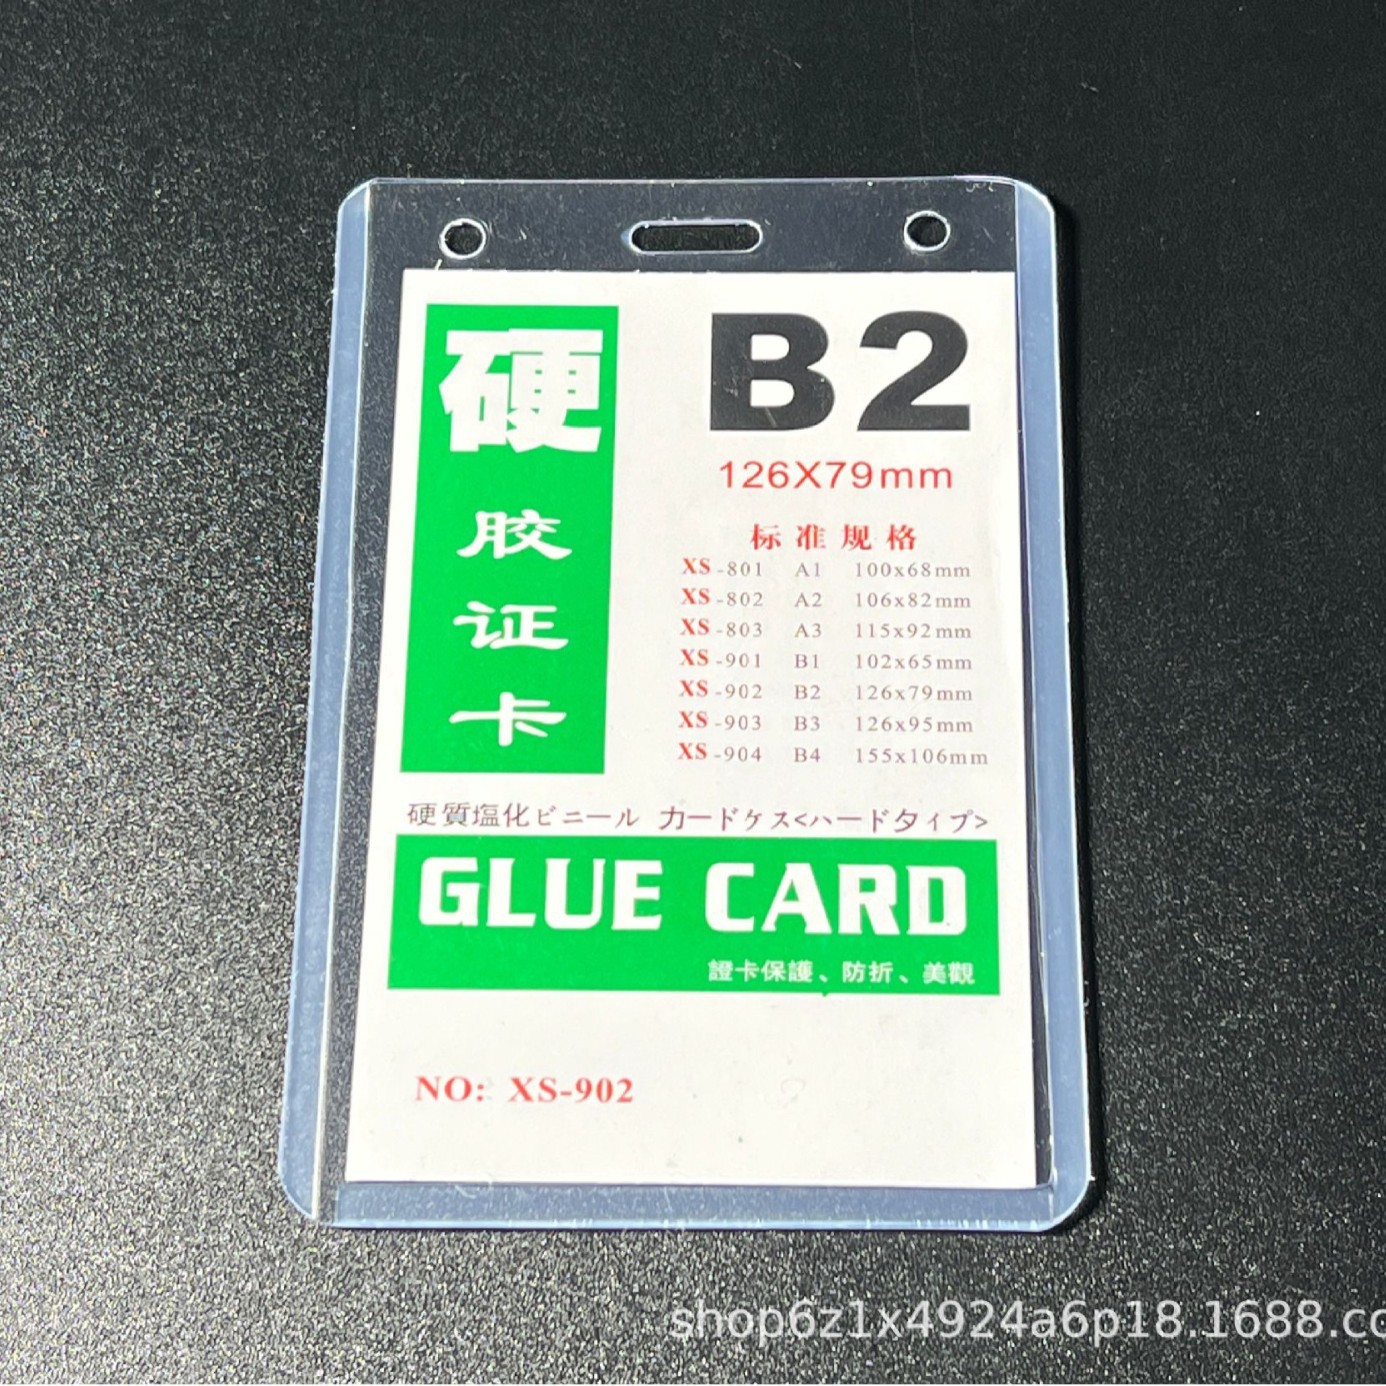 硬
胶
证
卡
B2
126X79mm
标准规格
XS-801 A1 100x68mm
XS-802 A2 106x82mm
XS-803 A3 115x92mm
XS-901 B1 102x65mm
XS-902 B2 126x79mm
XS-903 B3 126x95mm
XS-904 B4 155x106mm
硬質塩化ビニール カードケス<ハードタイプ>
GLUE CARD
證卡保護、防折、美觀
NO: XS-902
shop6z1x4924a6p18.1688.co